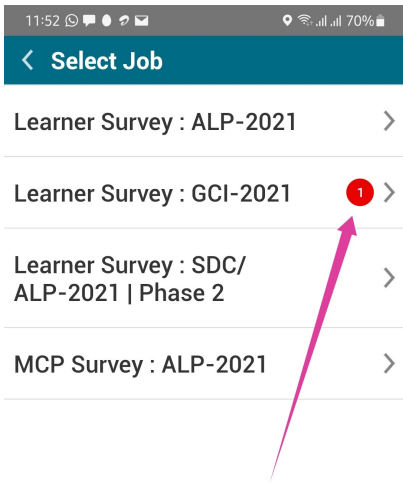 11:52 70%
Select Job
Learner Survey : ALP-2021
Learner Survey : GCI-2021 1
Learner Survey : SDC/
ALP-2021 | Phase 2
MCP Survey : ALP-2021